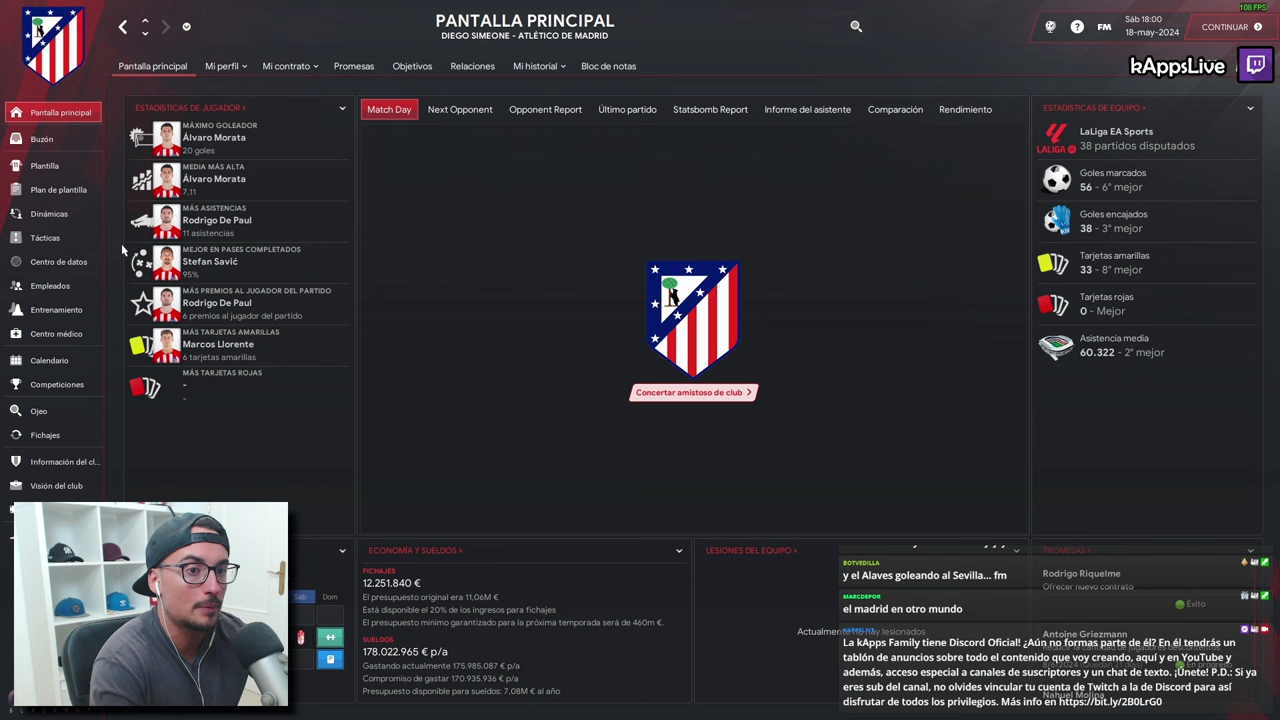 108 FPS
PANTALLA PRINCIPAL
DIEGO SIMEONE - ATLÉTICO DE MADRID
FM
Sáb 18:00
18-may-2024
CONTINUAR
Pantalla principal
Mi perfil
Mi contrato
Promesas
Objetivos
Relaciones
Mi historial
Bloc de notas
kAppsLive
Pantalla principal
Buzón
Plantilla
Plan de plantilla
Dinámicas
Tácticas
Centro de datos
Empleados
Entrenamiento
Centro médico
Calendario
Competiciones
Ojeo
Fichajes
Información del cl...
Visión del club
ESTADÍSTICAS DE JUGADOR >
MÁXIMO GOLEADOR
Álvaro Morata
20 goles
MEDIA MÁS ALTA
Álvaro Morata
7,11
MÁS ASISTENCIAS
Rodrigo De Paul
11 asistencias
MEJOR EN PASES COMPLETADOS
Stefan Savić
95%
MÁS PREMIOS AL JUGADOR DEL PARTIDO
Rodrigo De Paul
6 premios al jugador del partido
MÁS TARJETAS AMARILLAS
Marcos Llorente
6 tarjetas amarillas
MÁS TARJETAS ROJAS
-
-
Match Day
Next Opponent
Opponent Report
Último partido
Statsbomb Report
Informe del asistente
Comparación
Rendimiento
Concertar amistoso de club >
ESTADÍSTICAS DE EQUIPO >
LALIGA
LaLiga EA Sports
38 partidos disputados
Goles marcados
56 - 6° mejor
Goles encajados
38 - 3° mejor
Tarjetas amarillas
33 - 8° mejor
Tarjetas rojas
0 - Mejor
Asistencia media
60.322 - 2° mejor
Sáb
Dom
ECONOMÍA Y SUELDOS >
FICHAJES
12.251.840 €
El presupuesto original era 11,06M €
Está disponible el 20% de los ingresos para fichajes
El presupuesto mínimo garantizado para la próxima temporada será de 460m €.
SUELDOS
178.022.965 € p/a
Gastando actualmente 175.985.087 € p/a
Compromiso de gastar 170.935.936 € p/a
Presupuesto disponible para sueldos: 7,08M € al año
LESIONES DEL EQUIPO >
PROMESAS >
Rodrigo Riquelme
Ofrecer nuevo contrato
Éxito
Antoine Griezmann
Nahuel Molina
BOTVEDILLA
y el Alaves goleando al Sevilla... fm
MARCDEPOR
el madrid en otro mundo
KAPPSLIVE
La kApps Family tiene Discord Oficial! ¿Aún no formas parte de él? En él tendrás un
tablón de anuncios sobre todo el contenido que voy creando, aquí y en YouTube y
además, acceso especial a canales de suscriptores y un chat de texto. ¡Únete! P.D.: Si ya
eres sub del canal, no olvides vincular tu cuenta de Twitch a la de Discord para así
disfrutar de todos los privilegios. Más info en https://bit.ly/2B0LrG0